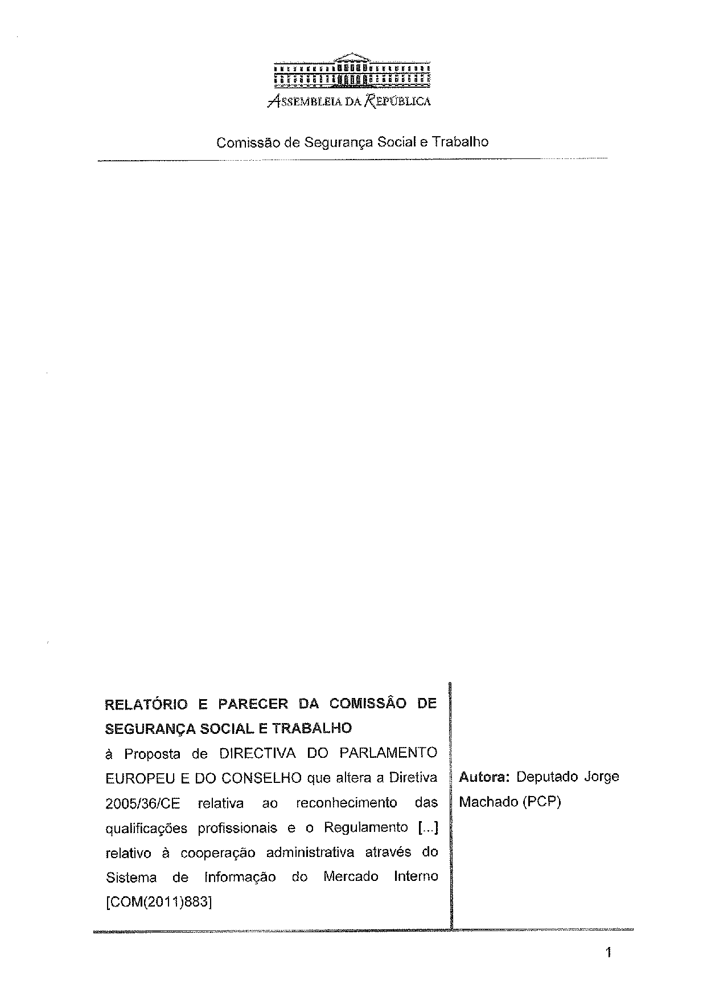 ASSEMBLEIA DA REPÚBLICA
Comissão de Segurança Social e Trabalho
RELATÓRIO E PARECER DA COMISSÃO DE
SEGURANÇA SOCIAL E TRABALHO
à Proposta de DIRECTIVA DO PARLAMENTO
EUROPEU E DO CONSELHO que altera a Diretiva
2005/36/CE relativa ao reconhecimento das
qualificações profissionais e o Regulamento [...]
relativo à cooperação administrativa através do
Sistema de Informação do Mercado Interno
[COM(2011)883]
Autora: Deputado Jorge
Machado (PCP)
1